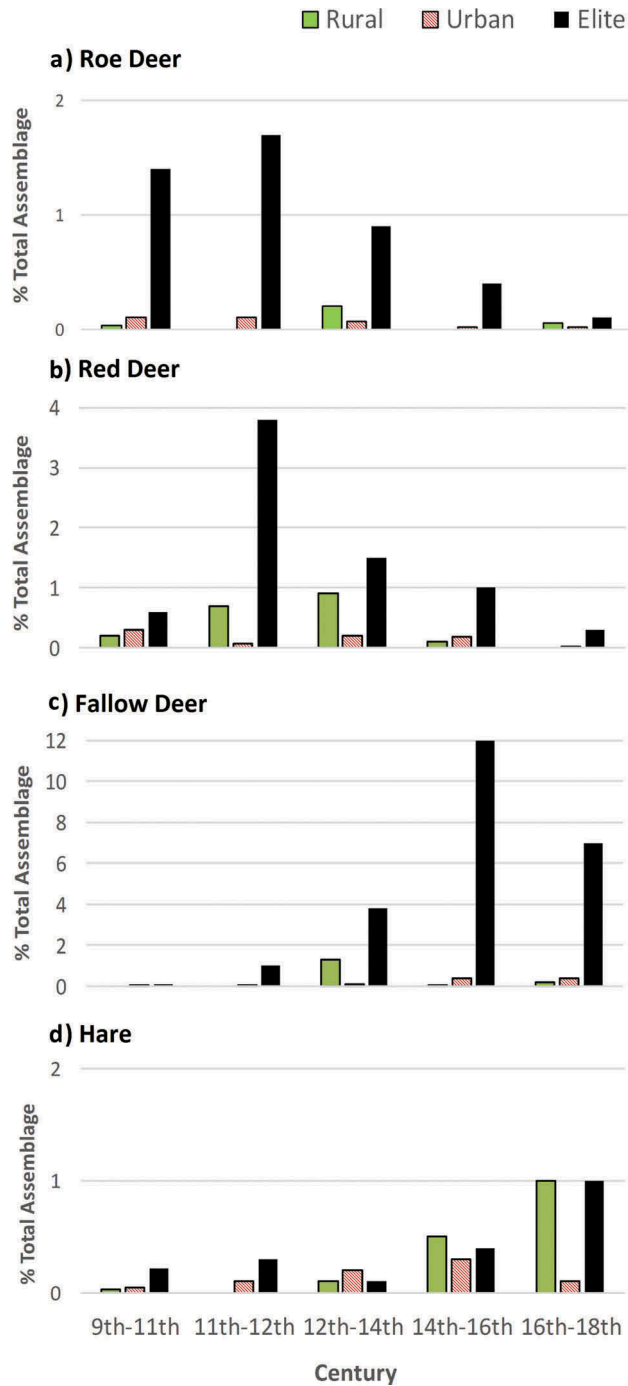 Rural Urban Elite
a) Roe Deer
% Total Assemblage
2
1
0
b) Red Deer
% Total Assemblage
4
3
2
1
0
c) Fallow Deer
% Total Assemblage
12
10
8
6
4
2
0
d) Hare
% Total Assemblage
2
1
0
9th-11th 11th-12th 12th-14th 14th-16th 16th-18th
Century